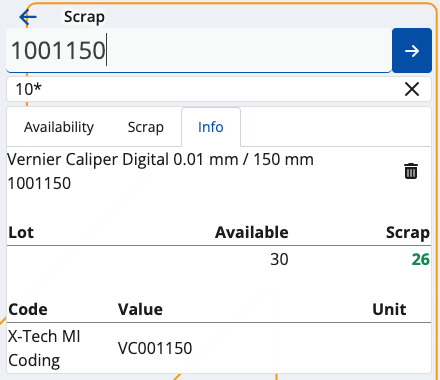 Scrap
1001150
10*
Availability Scrap Info
Vernier Caliper Digital 0.01 mm / 150 mm
1001150
Lot Available Scrap
30 26
Code Value Unit
X-Tech MI
Coding
VC001150